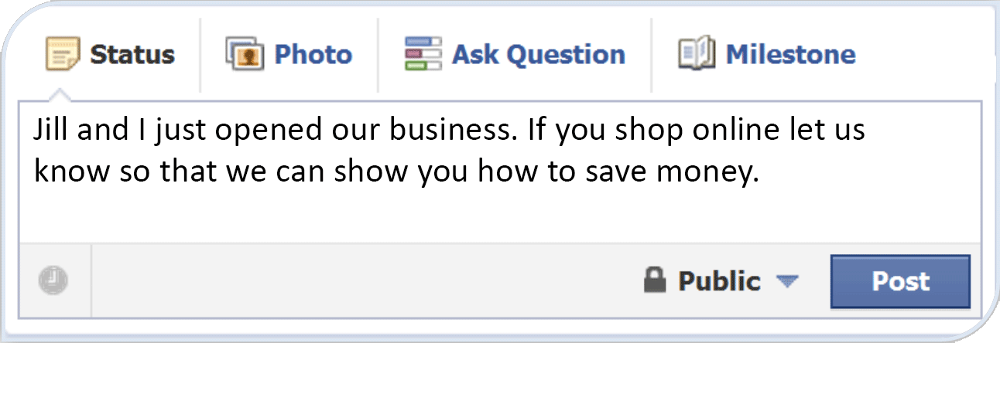 Status Photo Ask Question Milestone
Jill and I just opened our business. If you shop online let us
know so that we can show you how to save money.
Public Post